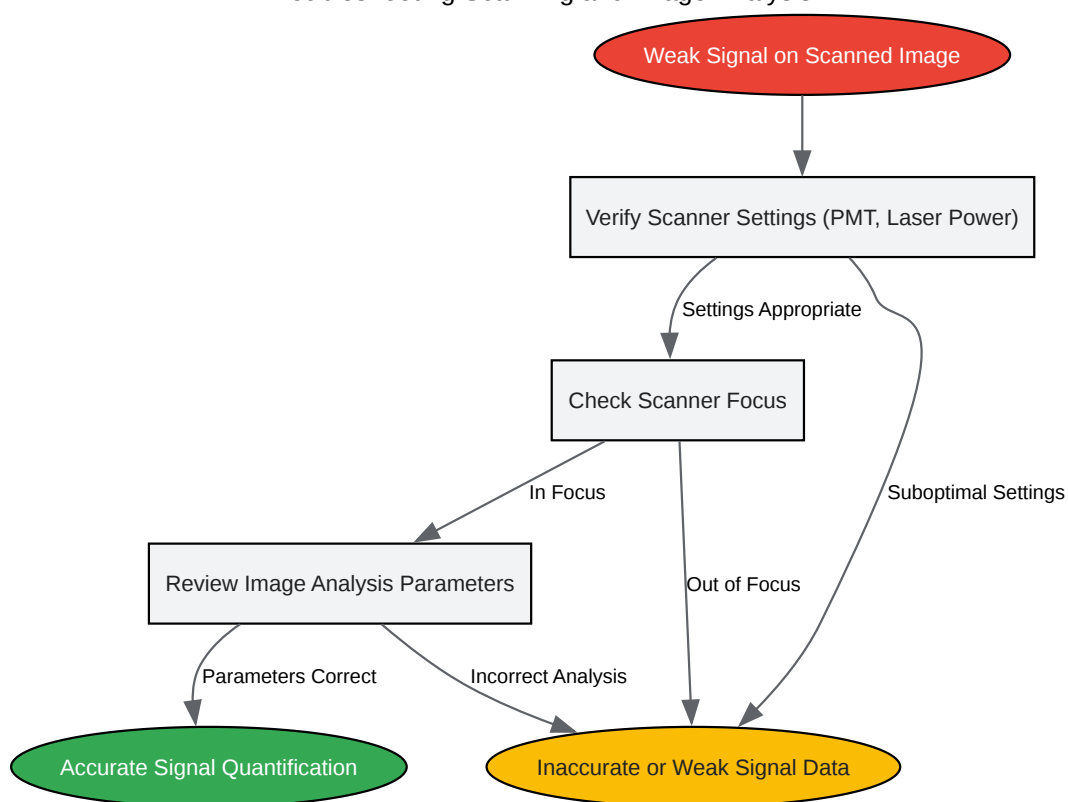 Weak Signal on Scanned Image
Verify Scanner Settings (PMT, Laser Power)
Settings Appropriate
Check Scanner Focus
In Focus
Suboptimal Settings
Review Image Analysis Parameters
Out of Focus
Parameters Correct
Incorrect Analysis
Accurate Signal Quantification
Inaccurate or Weak Signal Data